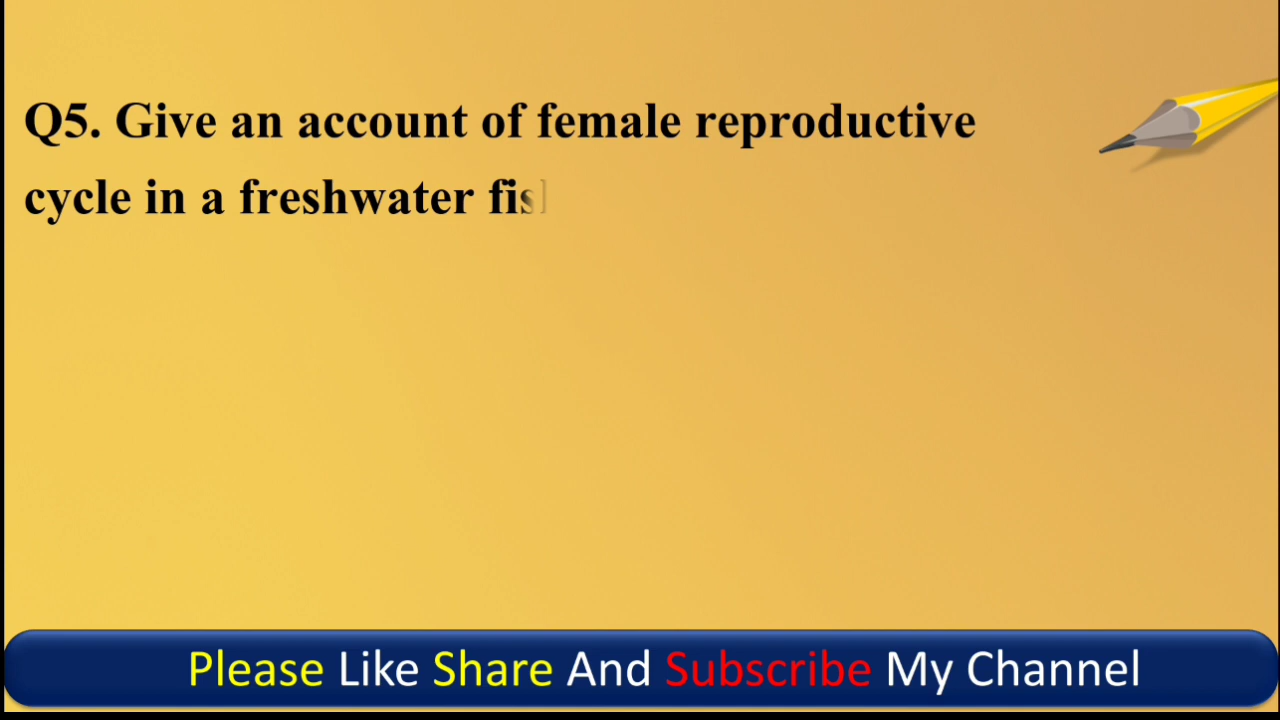 Q5. Give an account of female reproductive
cycle in a freshwater fis
Please Like Share And Subscribe My Channel